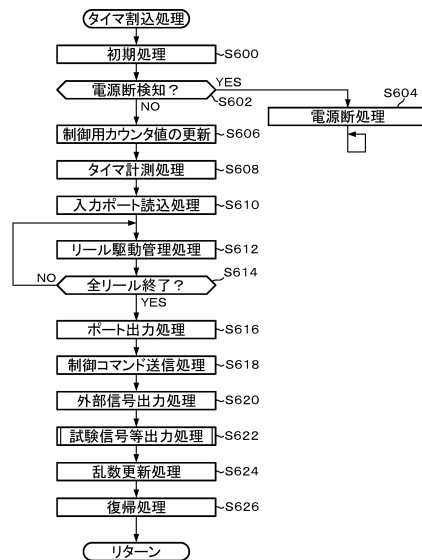 タイマ割込処理
初期処理
S600
電源断検知？
YES
S602
NO
S604
電源断処理
制御用カウンタ値の更新
S606
タイマ計測処理
S608
入力ポート読込処理
S610
リール駆動管理処理
S612
S614
NO
全リール終了？
YES
ポート出力処理
S616
制御コマンド送信処理
S618
外部信号出力処理
S620
試験信号等出力処理
S622
乱数更新処理
S624
復帰処理
S626
リターン